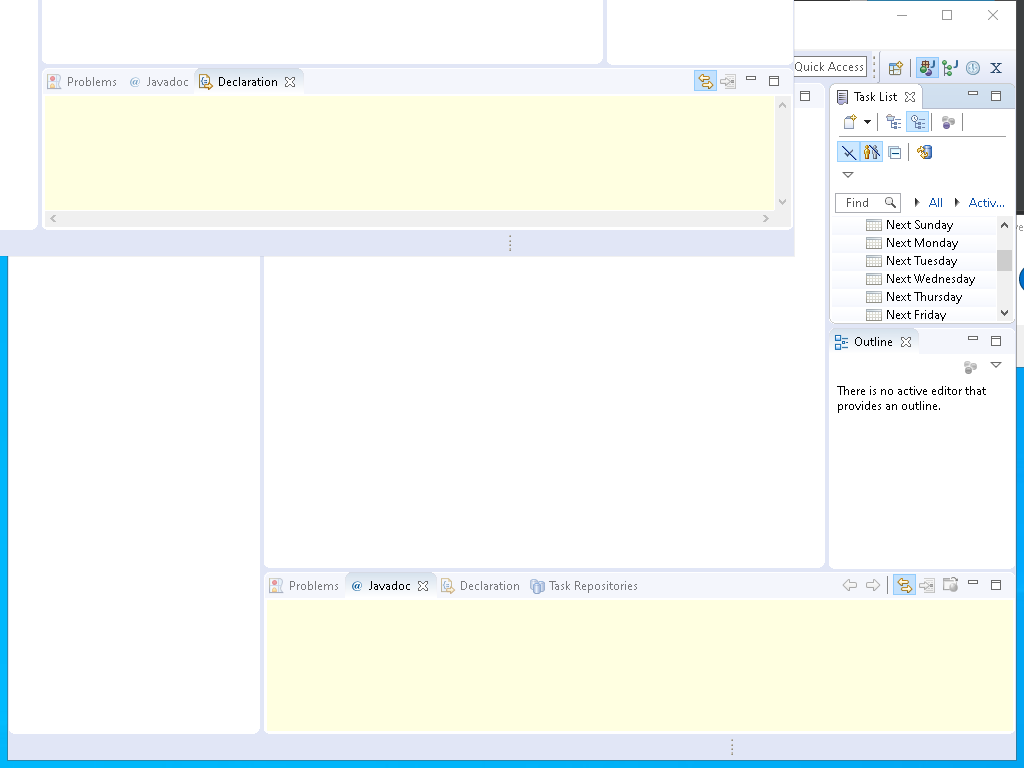 Problems @ Javadoc Declaration
Quick Access
Task List
Find All Activ...
Next Sunday
Next Monday
Next Tuesday
Next Wednesday
Next Thursday
Next Friday
Outline
There is no active editor that
provides an outline.
Problems @ Javadoc Declaration Task Repositories